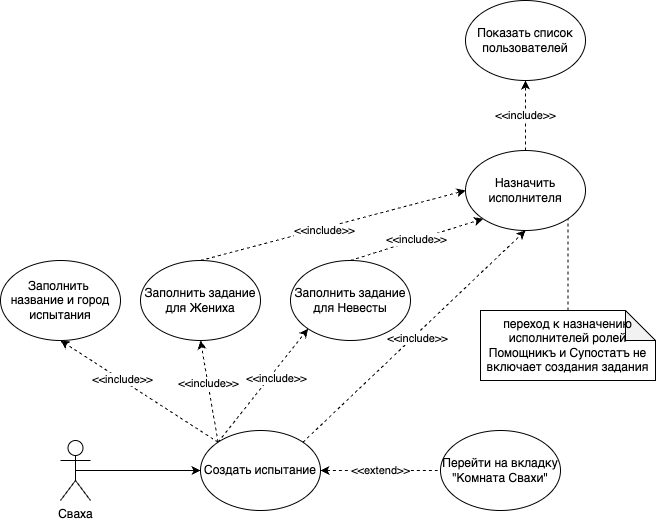 Показать список
пользователей
<<include>>
Назначить
исполнителя
<<include>>
<<include>>
Заполнить
название и город
испытания
Заполнить задание
для Жениха
Заполнить задание
для Невесты
переход к назначению
исполнителей ролей
Помощникъ и Супостатъ не
включает создания задания
<<include>>
<<include>>
<<include>>
<<include>>
Создать испытание
<<extend>>
Перейти на вкладку
"Комната Свахи"
Сваха